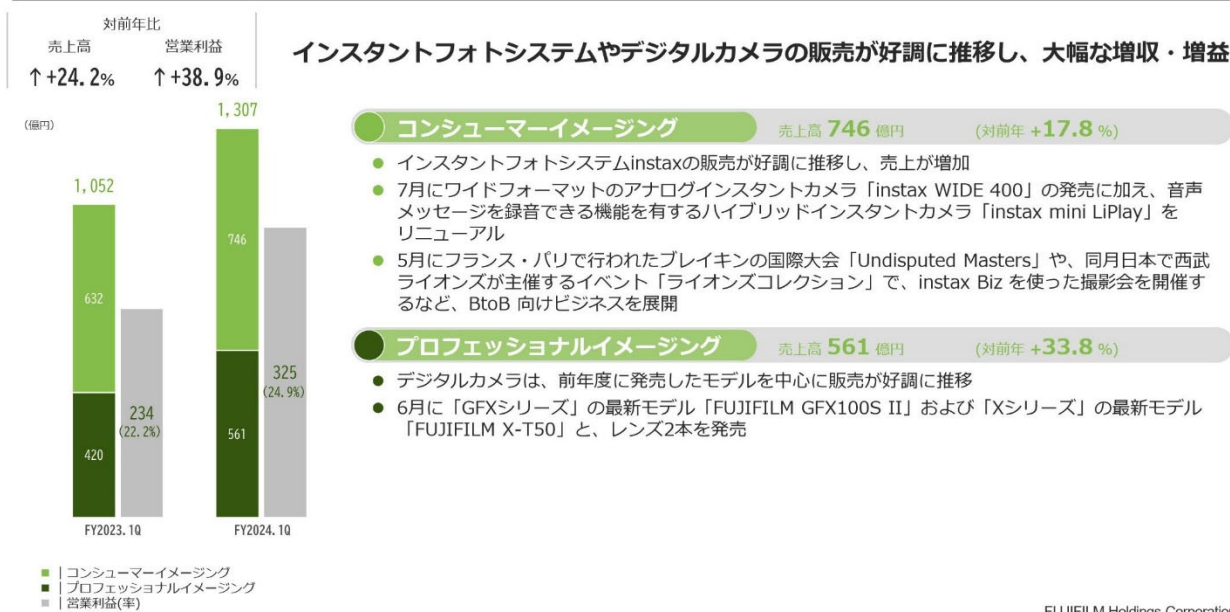 対前年比
売上高 営業利益
↑+24.2% ↑+38.9%
インスタントフォトシステムやデジタルカメラの販売が好調に推移し、大幅な増収・増益
(億円)
1,052
632
420
234
(22.2%)
FY2023.1Q
1,307
746
561
325
(24.9%)
FY2024.1Q
■ | コンシューマーイメージング
■ | プロフェッショナルイメージング
■ | 営業利益(率)
コンシューマーイメージング 売上高 746 億円 (対前年 +17.8 %)
● インスタントフォトシステムinstaxの販売が好調に推移し、売上が増加
● 7月にワイドフォーマットのアナログインスタントカメラ「instax WIDE 400」の発売に加え、音声
メッセージを録音できる機能を有するハイブリッドインスタントカメラ「instax mini LiPlay」を
リニューアル
● 5月にフランス・パリで行われたブレイキンの国際大会「Undisputed Masters」や、同月日本で西武
ライオンズが主催するイベント「ライオンズコレクション」で、instax Biz を使った撮影会を開催す
るなど、BtoB 向けビジネスを展開
プロフェッショナルイメージング 売上高 561 億円 (対前年 +33.8 %)
● デジタルカメラは、前年度に発売したモデルを中心に販売が好調に推移
● 6月に「GFXシリーズ」の最新モデル「FUJIFILM GFX100S II」および「Xシリーズ」の最新モデル
「FUJIFILM X-T50」と、レンズ2本を発売
FUJIFILM Holdings Corporation